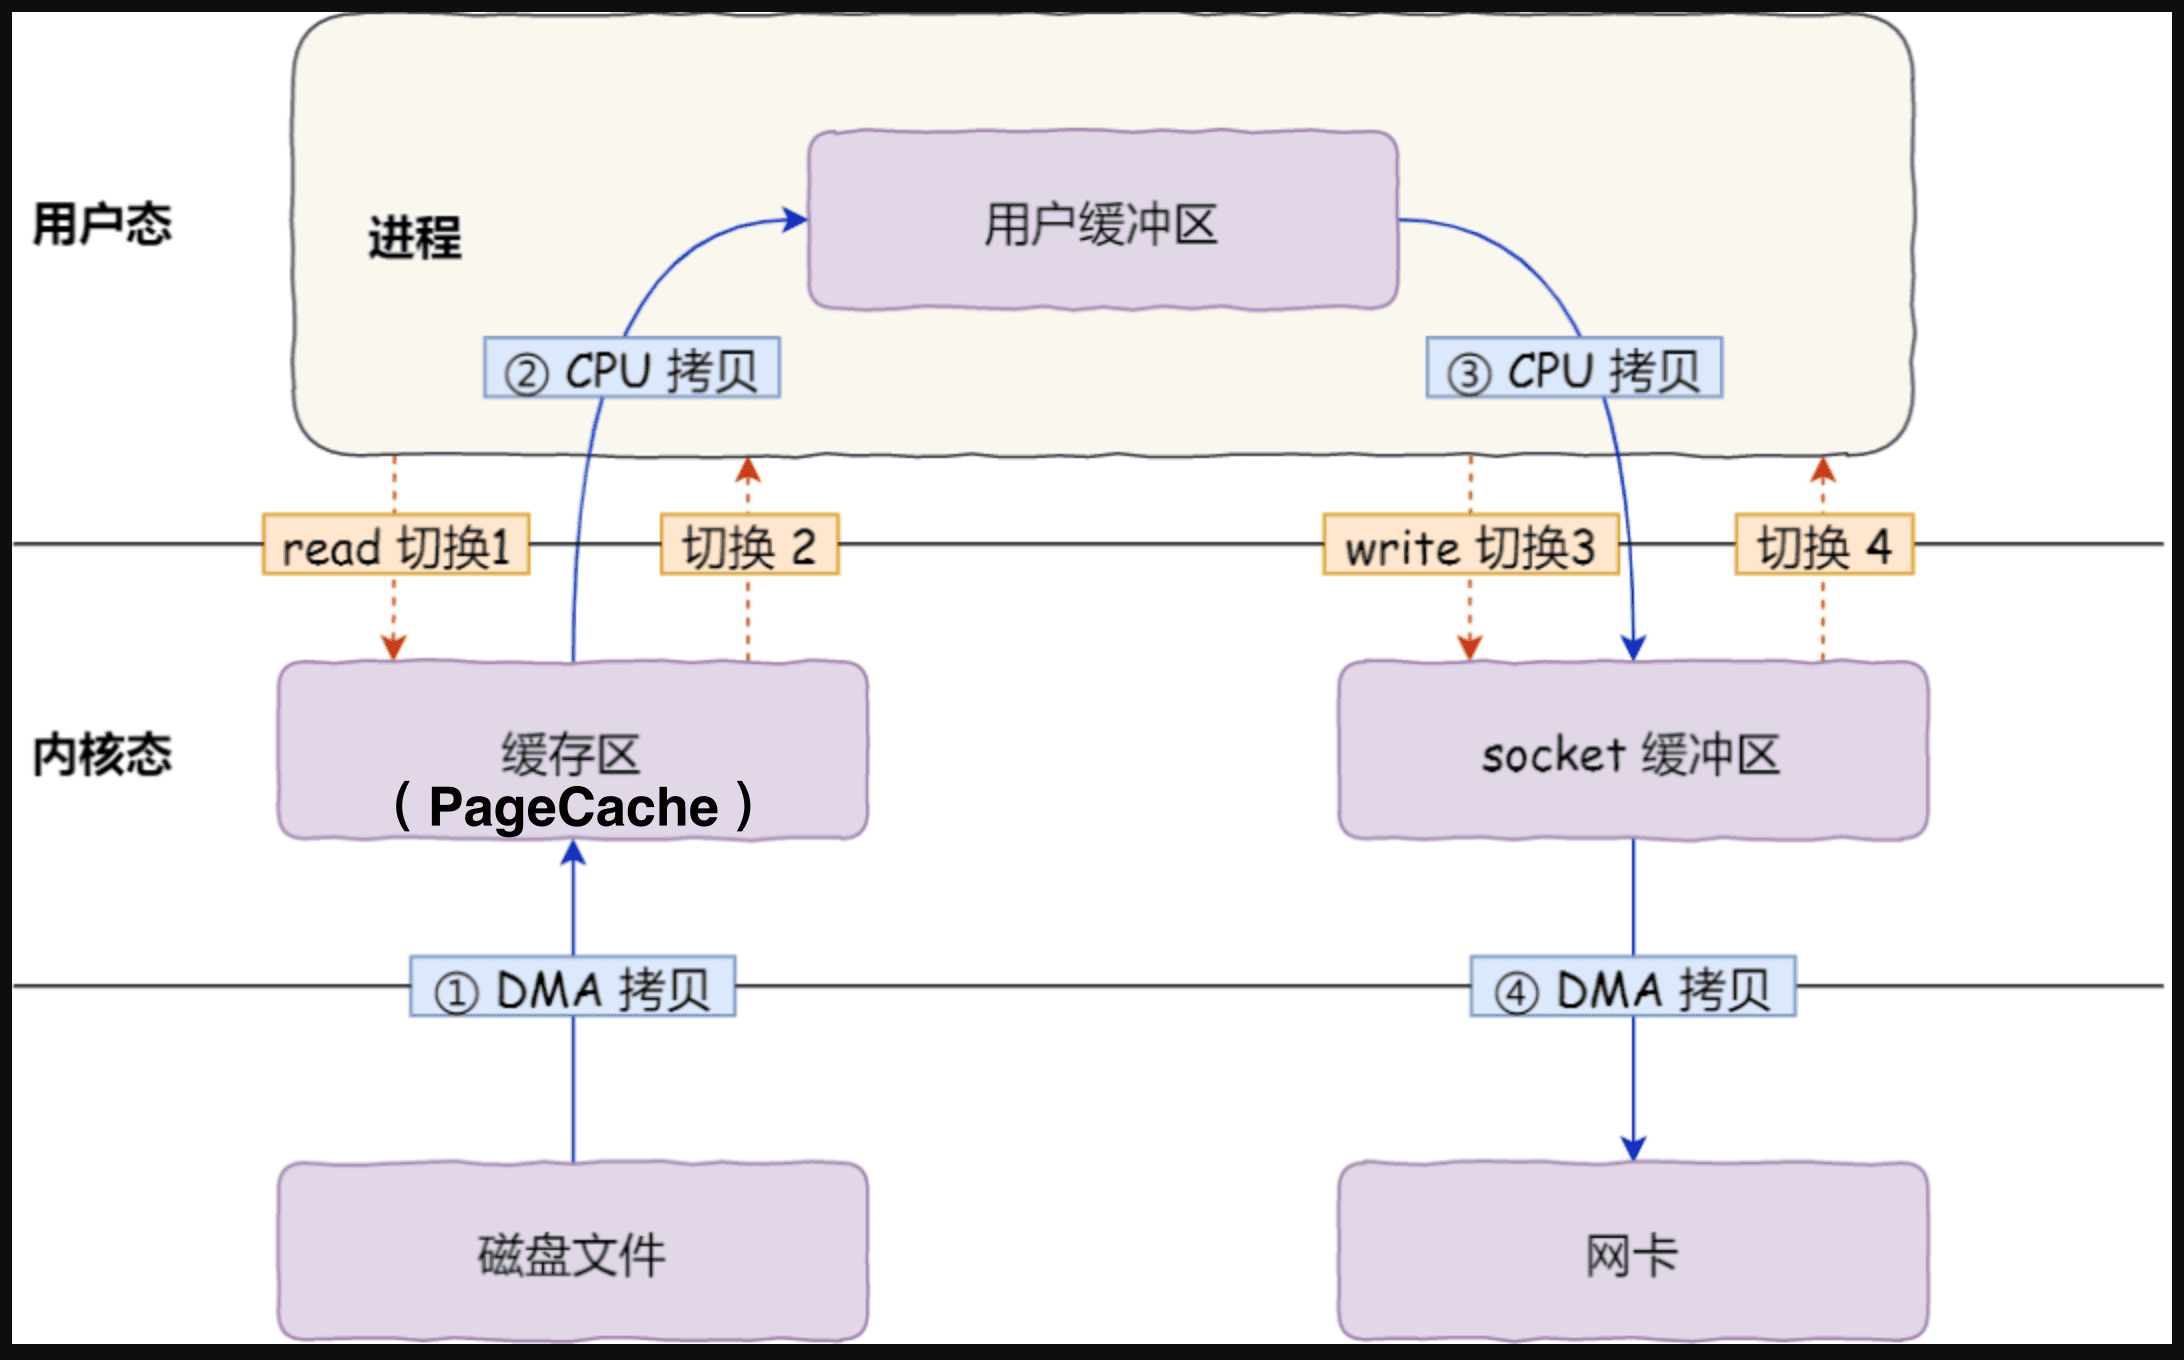 用户态
进程
用户缓冲区
② CPU 拷贝
③ CPU 拷贝
read 切换1
切换 2
write 切换3
切换 4
内核态
缓存区
（PageCache）
socket 缓冲区
① DMA 拷贝
④ DMA 拷贝
磁盘文件
网卡